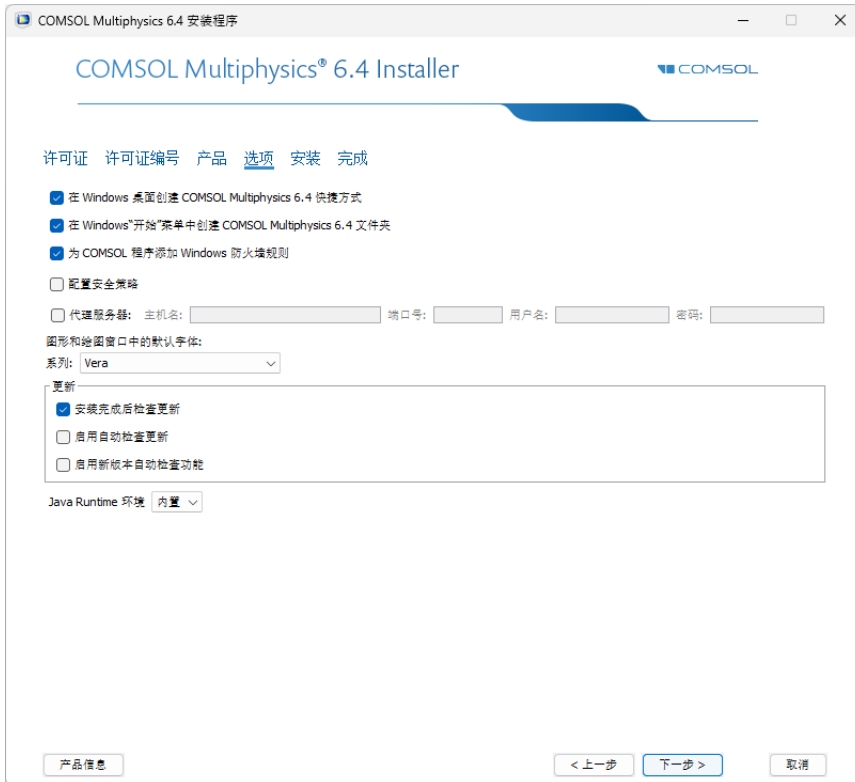 COMSOL Multiphysics 6.4 安装程序
COMSOL Multiphysics® 6.4 Installer
COMSOL
许可证 许可证编号 产品 选项 安装 完成
在 Windows 桌面创建 COMSOL Multiphysics 6.4 快捷方式
在 Windows“开始”菜单中创建 COMSOL Multiphysics 6.4 文件夹
为 COMSOL 程序添加 Windows 防火墙规则
配置安全策略
代理服务器: 主机名: 端口号: 用户名: 密码:
图形和绘图窗口中的默认字体:
系列: Vera
更新
安装完成后检查更新
启用自动检查更新
启用新版本自动检查功能
Java Runtime 环境 内置
产品信息 < 上一步 下一步 > 取消